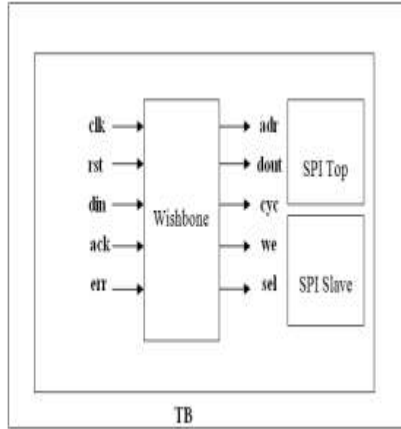 clk
rst
din
ack
err
Wishbone
adr
dout
cyc
we
sel
SPI Top
SPI Slave
TB